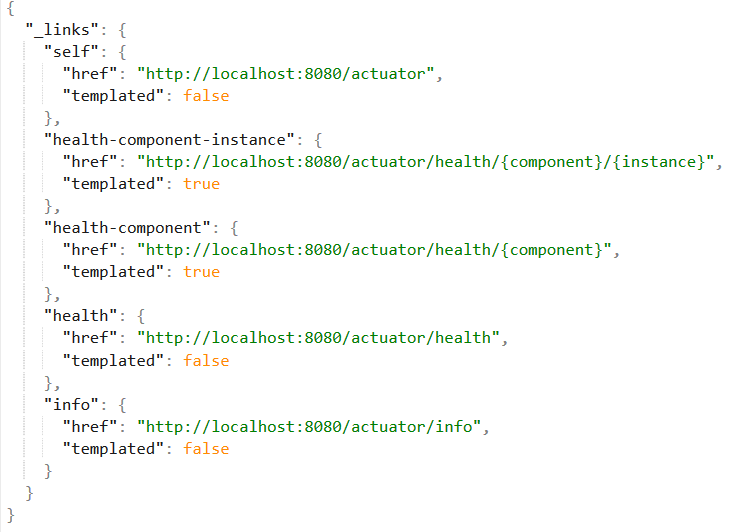 {
  "_links": {
    "self": {
      "href": "http://localhost:8080/actuator",
      "templated": false
    },
    "health-component-instance": {
      "href": "http://localhost:8080/actuator/health/{component}/{instance}",
      "templated": true
    },
    "health-component": {
      "href": "http://localhost:8080/actuator/health/{component}",
      "templated": true
    },
    "health": {
      "href": "http://localhost:8080/actuator/health",
      "templated": false
    },
    "info": {
      "href": "http://localhost:8080/actuator/info",
      "templated": false
    }
  }
}